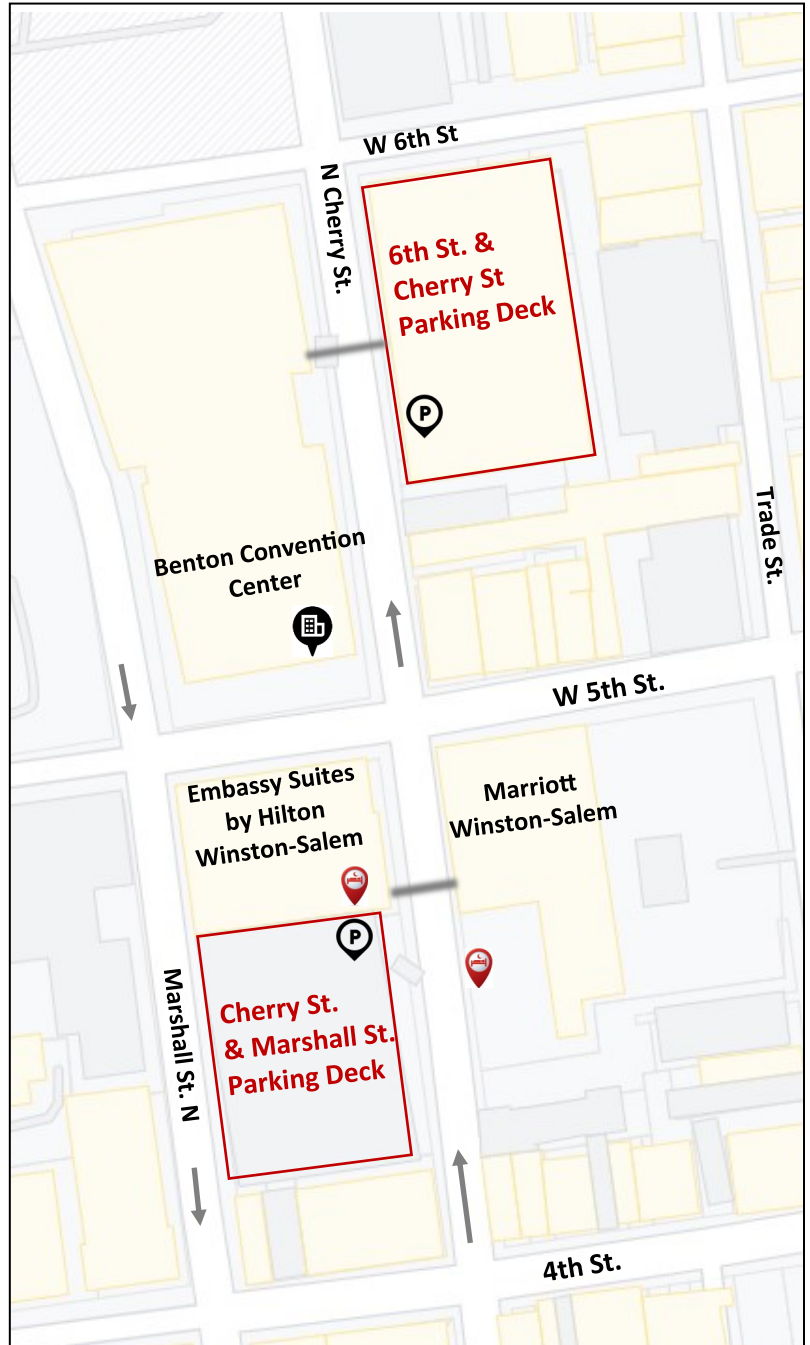 W 6th St
N Cherry St.
6th St. &
Cherry St
Parking Deck
P
Trade St.
Benton Convention
Center
W 5th St.
Embassy Suites
by Hilton
Winston-Salem
Marriott
Winston-Salem
P
Marshall St. N
Cherry St.
& Marshall St.
Parking Deck
4th St.